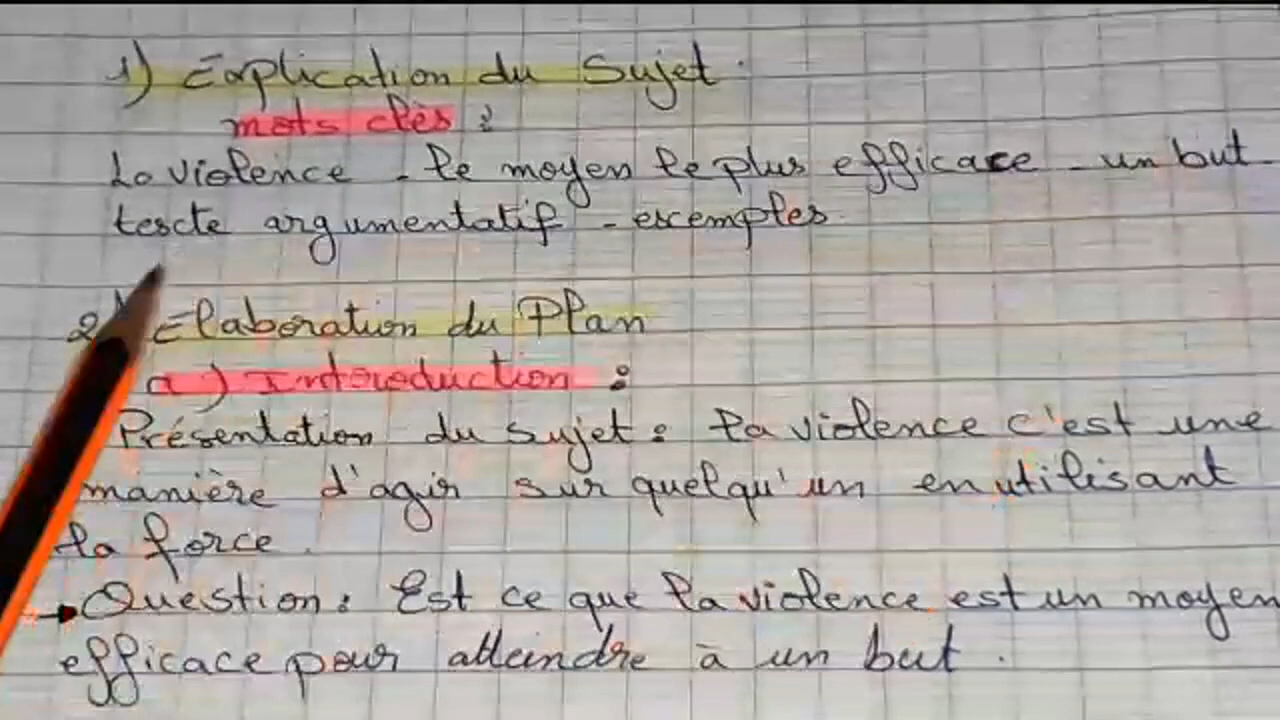 1) Explication du Sujet.
mots clès :
La violence - le moyen le plus efficace - un but
texte argumentatif - exemples.
2) Elaboration du Plan
a) Introduction :
Présentation du sujet : la violence c'est une
manière d'agir sur quelqu'un en utilisant
la force.
→ Question : Est ce que la violence est un moyen
efficace pour atteindre à un but.